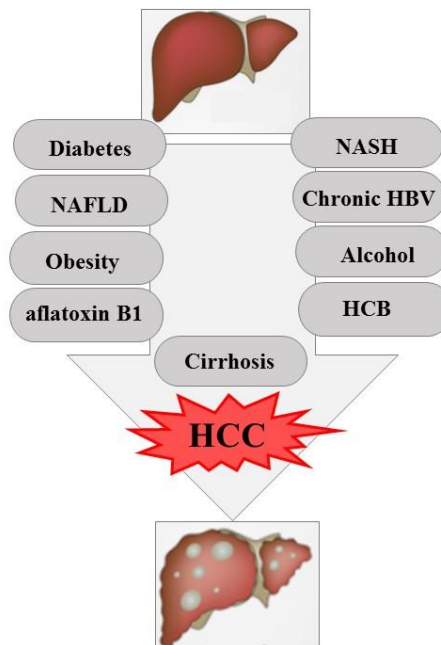 Diabetes
NASH
NAFLD
Chronic HBV
Obesity
Alcohol
aflatoxin B1
HCB
Cirrhosis
HCC